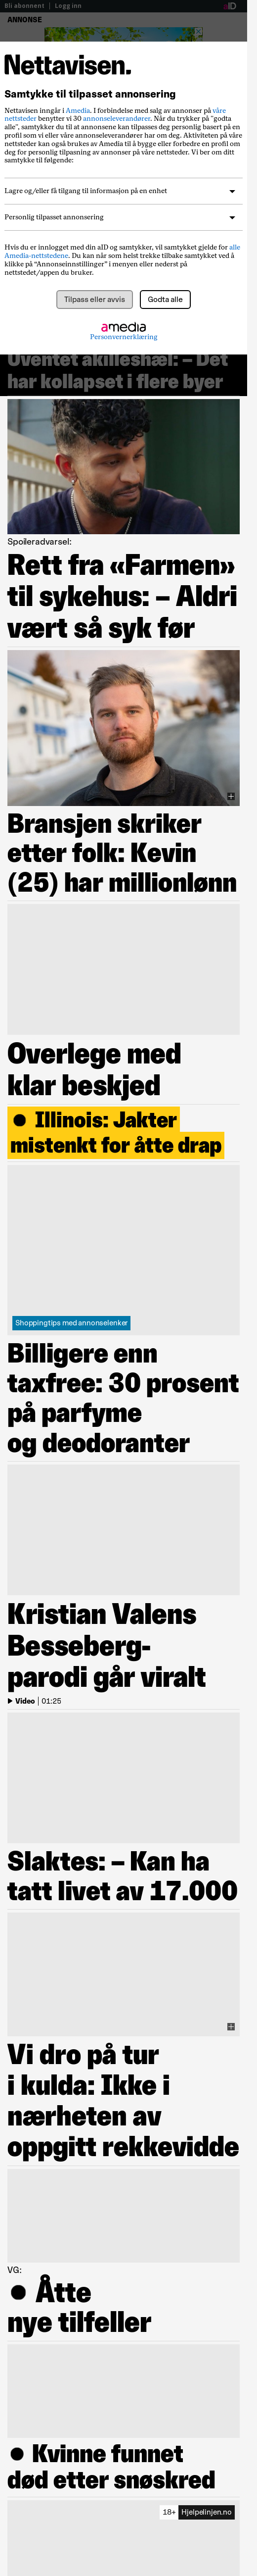 Bli abonnent | Logg inn
aID
ANNONSE
Nettavisen.
Samtykke til tilpasset annonsering
Nettavisen inngår i Amedia. I forbindelse med salg av annonser på våre
nettsteder benytter vi 30 annonseleverandører. Når du trykker på "godta
alle", samtykker du til at annonsene kan tilpasses deg personlig basert på en
profil som vi eller våre annonseleverandører har om deg. Aktiviteten på våre
nettsteder kan også brukes av Amedia til å bygge eller forbedre en profil om
deg for personlig tilpasning av annonser på våre nettsteder. Vi ber om ditt
samtykke til følgende:
Lagre og/eller få tilgang til informasjon på en enhet
Personlig tilpasset annonsering
Hvis du er innlogget med din aID og samtykker, vil samtykket gjelde for alle
Amedia-nettstedene. Du kan når som helst trekke tilbake samtykket ved å
klikke på “Annonseinnstillinger” i menyen eller nederst på
nettstedet/appen du bruker.
Tilpass eller avvis
Godta alle
amedia
Personvernerklæring
Uventet akilleshæl: – Det
har kollapset i flere byer
Spoileradvarsel:
Rett fra «Farmen»
til sykehus: – Aldri
vært så syk før
Bransjen skriker
etter folk: Kevin
(25) har millionlønn
Overlege med
klar beskjed
Illinois: Jakter
mistenkt for åtte drap
Shoppingtips med annonselenker
Billigere enn
taxfree: 30 prosent
på parfyme
og deodoranter
Kristian Valens
Besseberg-
parodi går viralt
Video | 01:25
Slaktes: – Kan ha
tatt livet av 17.000
Vi dro på tur
i kulda: Ikke i
nærheten av
oppgitt rekkevidde
VG:
Åtte
nye tilfeller
Kvinne funnet
død etter snøskred
18+ Hjelpelinjen.no